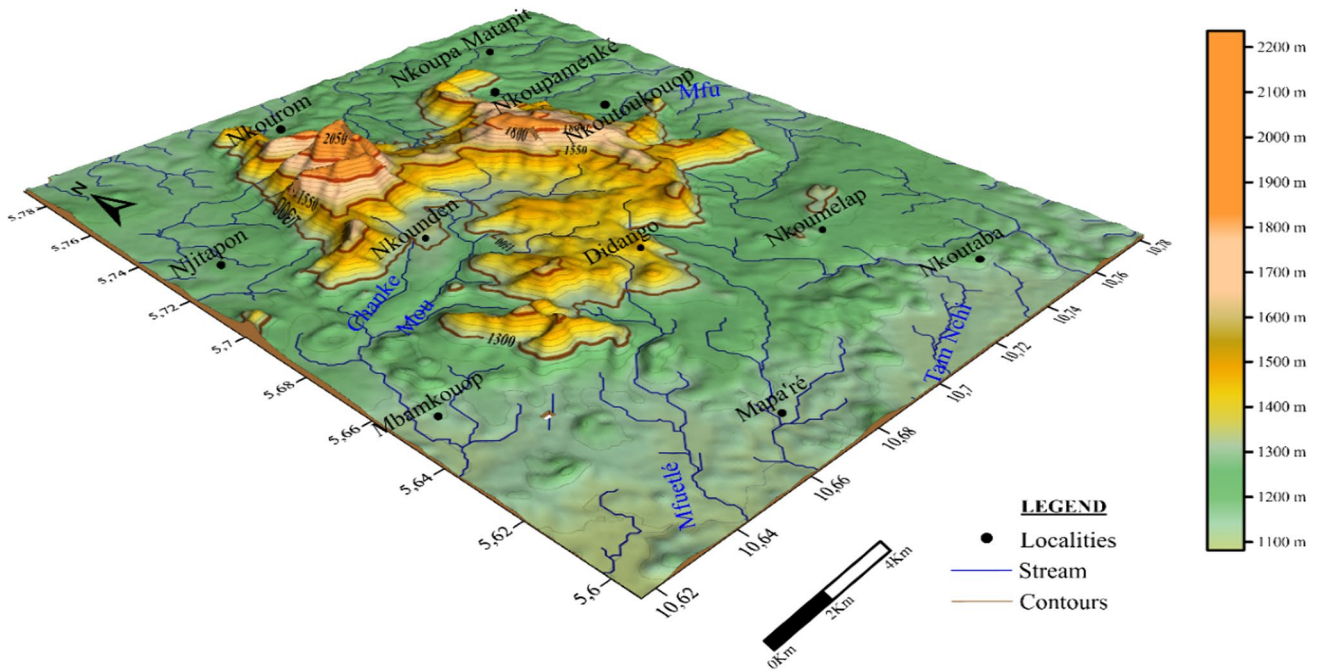 Nkoupa Matapit
Nkoupamenké
Nkoutoukouop
Mfu
Nkourom
2050
1800
1800
1550
1550
1300
N
Nkounden
1300
Didango
Nkoumelap
Nkoutaba
Njitapon
Chanke
Mou
1300
Tam Nchi
Mbamkouop
Mapa'ré
Mfuetlé
5,78
5,76
5,74
5,72
5,7
5,68
5,66
5,64
5,62
5,6
10,62
10,64
10,66
10,68
10,7
10,72
10,74
10,76
10,78
0Km
2Km
4Km
LEGEND
Localities
Stream
Contours
2200 m
2100 m
2000 m
1900 m
1800 m
1700 m
1600 m
1500 m
1400 m
1300 m
1200 m
1100 m